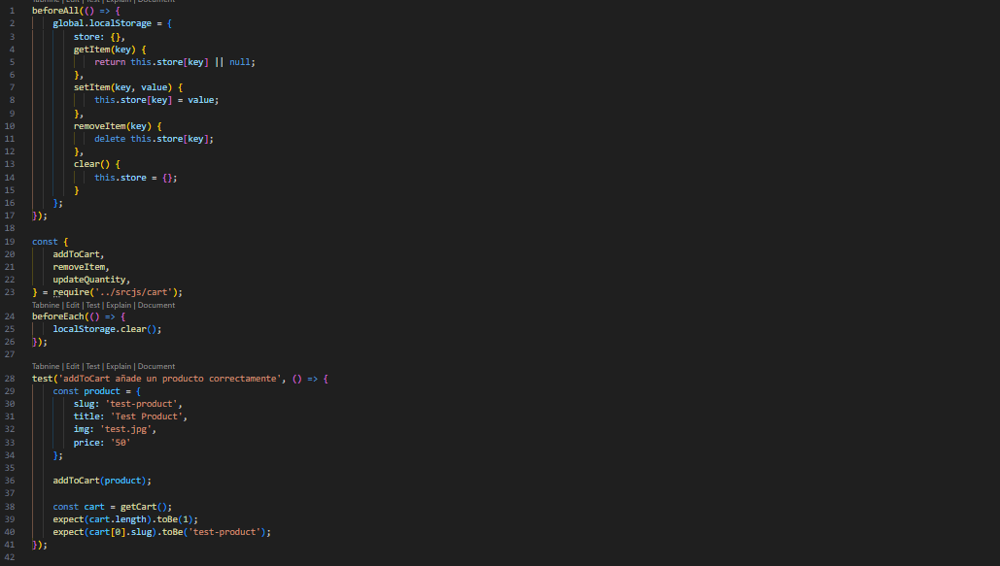 Tabnine | Edit | Test | Explain | Document
1 beforeAll(() => {
2     global.localStorage = {
3         store: {},
4         getItem(key) {
5             return this.store[key] || null;
6         },
7         setItem(key, value) {
8             this.store[key] = value;
9         },
10         removeItem(key) {
11             delete this.store[key];
12         },
13         clear() {
14             this.store = {};
15         }
16     };
17 });
18
19 const {
20     addToCart,
21     removeItem,
22     updateQuantity,
23 } = require('../srcjs/cart');
Tabnine | Edit | Test | Explain | Document
24 beforeEach(() => {
25     localStorage.clear();
26 });
27
Tabnine | Edit | Test | Explain | Document
28 test('addToCart añade un producto correctamente', () => {
29     const product = {
30         slug: 'test-product',
31         title: 'Test Product',
32         img: 'test.jpg',
33         price: '50'
34     };
35
36     addToCart(product);
37
38     const cart = getCart();
39     expect(cart.length).toBe(1);
40     expect(cart[0].slug).toBe('test-product');
41 });
42